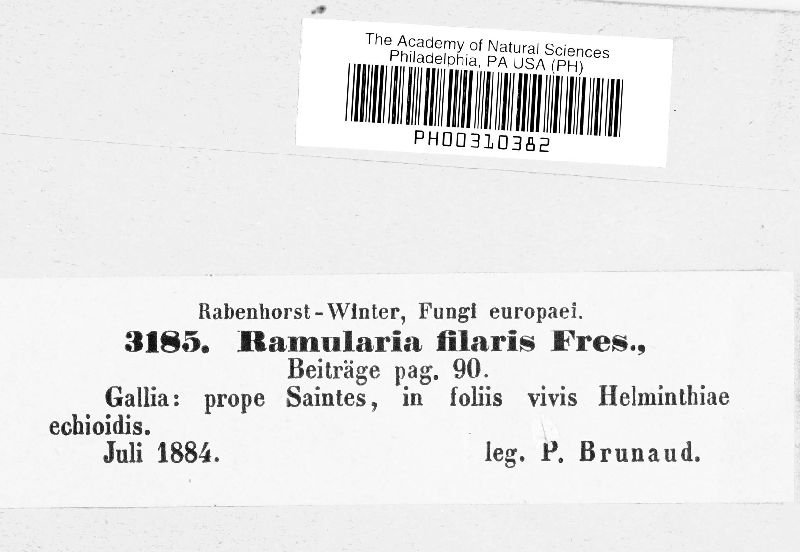 The Academy of Natural Sciences
Philadelphia, PA USA (PH)
PH00310382
Rabenhorst-Winter, Fungi europaei.
3185. Ramularia filaris Fres.,
Beiträge pag. 90.
Gallia: prope Saintes, in foliis vivis Helminthiae
echioidis.
Juli 1884. leg. P. Brunaud.